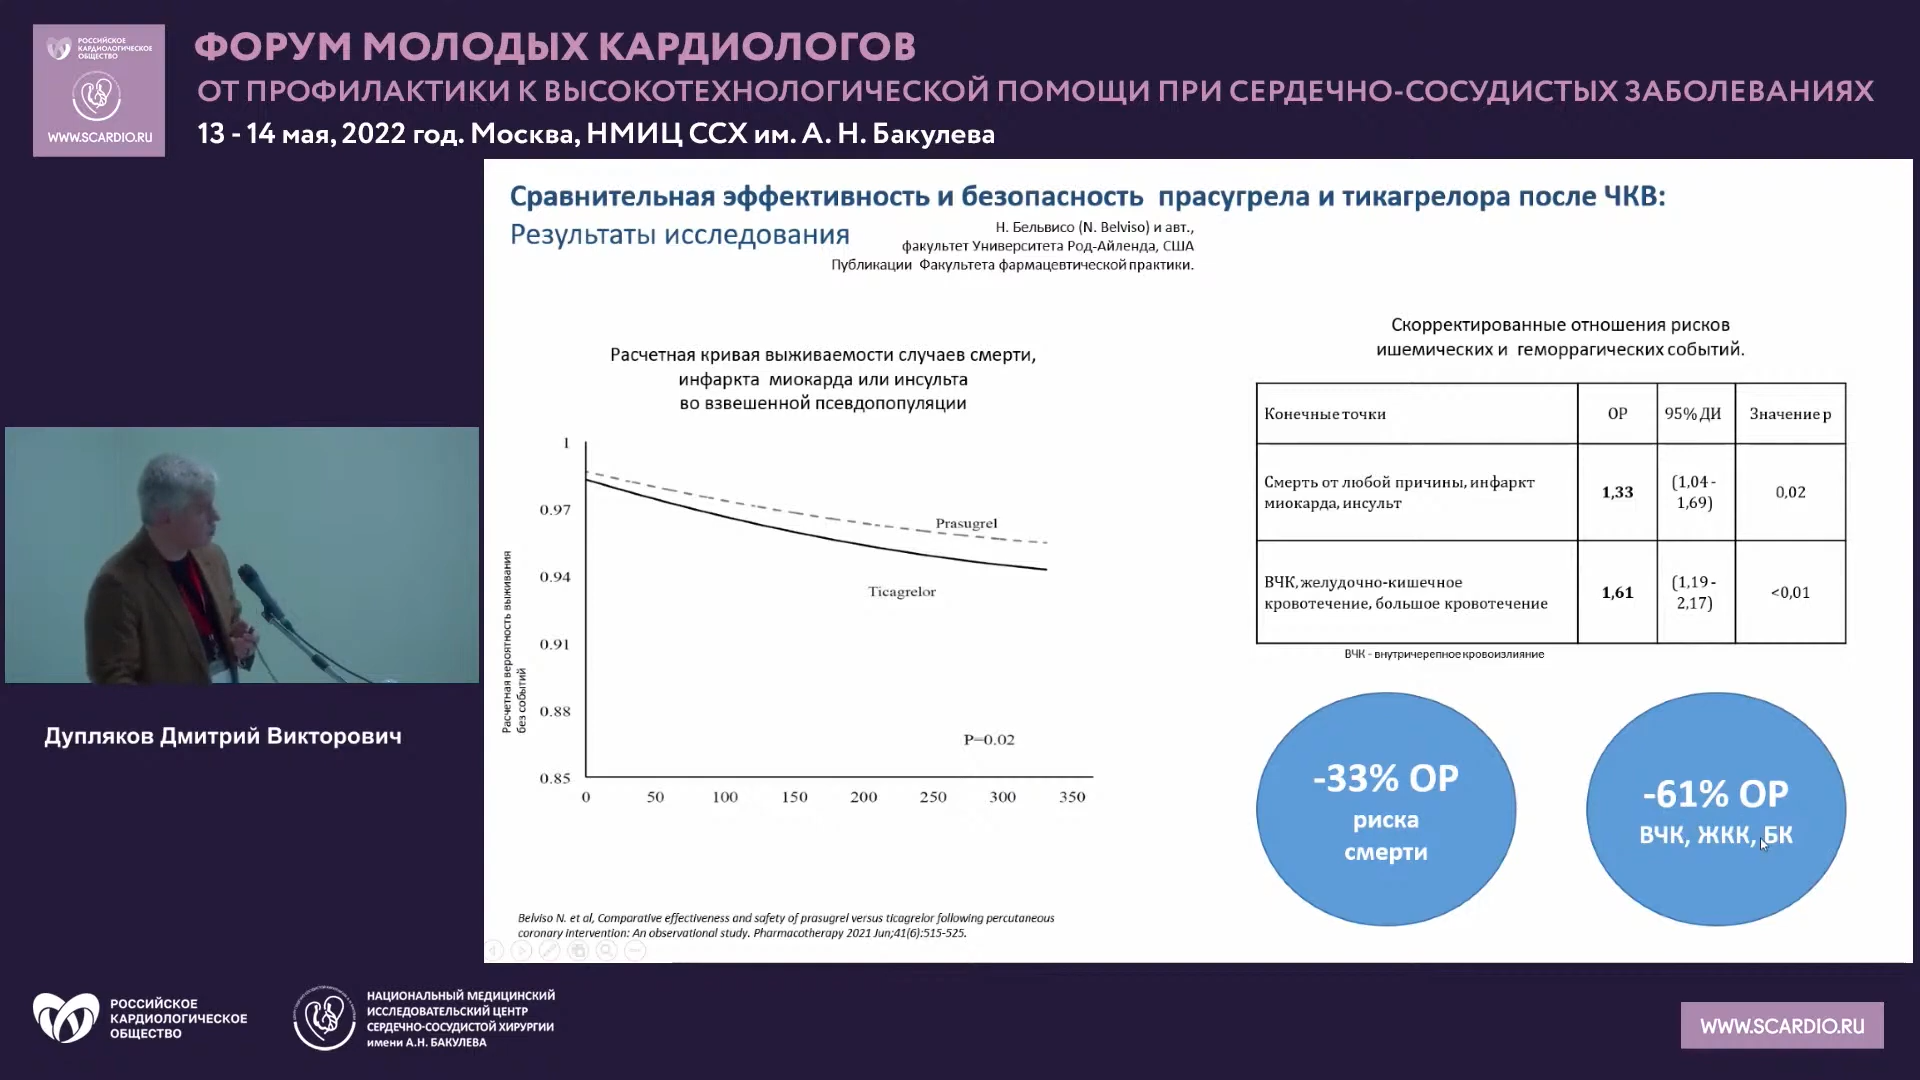 РОССИЙСКОЕ
КАРДИОЛОГИЧЕСКОЕ
ОБЩЕСТВО
WWW.SCARDIO.RU
ФОРУМ МОЛОДЫХ КАРДИОЛОГОВ
ОТ ПРОФИЛАКТИКИ К ВЫСОКОТЕХНОЛОГИЧЕСКОЙ ПОМОЩИ ПРИ СЕРДЕЧНО-СОСУДИСТЫХ ЗАБОЛЕВАНИЯХ
13 - 14 мая, 2022 год. Москва, НМИЦ ССХ им. А. Н. Бакулева
Сравнительная эффективность и безопасность прасугрела и тикагрелора после ЧКВ:
Результаты исследования
Н. Бельвисо (N. Belviso) и авт.,
факультет Университета Род-Айленда, США
Публикации Факультета фармацевтической практики.
Расчетная кривая выживаемости случаев смерти,
инфаркта миокарда или инсульта
во взвешенной псевдопопуляции
1
0.97
0.94
0.91
0.88
0.85
Расчетная вероятность выживания
без событий
Prasugrel
Ticagrelor
P=0.02
0 50 100 150 200 250 300 350
Скорректированные отношения рисков
ишемических и геморрагических событий.
Конечные точки ОР 95% ДИ Значение р
Смерть от любой причины, инфаркт
миокарда, инсульт
1,33
(1,04 -
1,69)
0,02
ВЧК, желудочно-кишечное
кровотечение, большое кровотечение
1,61
(1,19 -
2,17)
<0,01
ВЧК - внутричерепное кровоизлияние
-33% ОР
риска
смерти
-61% ОР
ВЧК, ЖКК, БК
Belviso N. et al, Comparative effectiveness and safety of prasugrel versus ticagrelor following percutaneous
coronary intervention: An observational study. Pharmacotherapy 2021 Jun;41(6):515-525.
Дупляков Дмитрий Викторович
РОССИЙСКОЕ
КАРДИОЛОГИЧЕСКОЕ
ОБЩЕСТВО
НАЦИОНАЛЬНЫЙ МЕДИЦИНСКИЙ
ИССЛЕДОВАТЕЛЬСКИЙ ЦЕНТР
СЕРДЕЧНО-СОСУДИСТОЙ ХИРУРГИИ
имени А.Н. БАКУЛЕВА
WWW.SCARDIO.RU